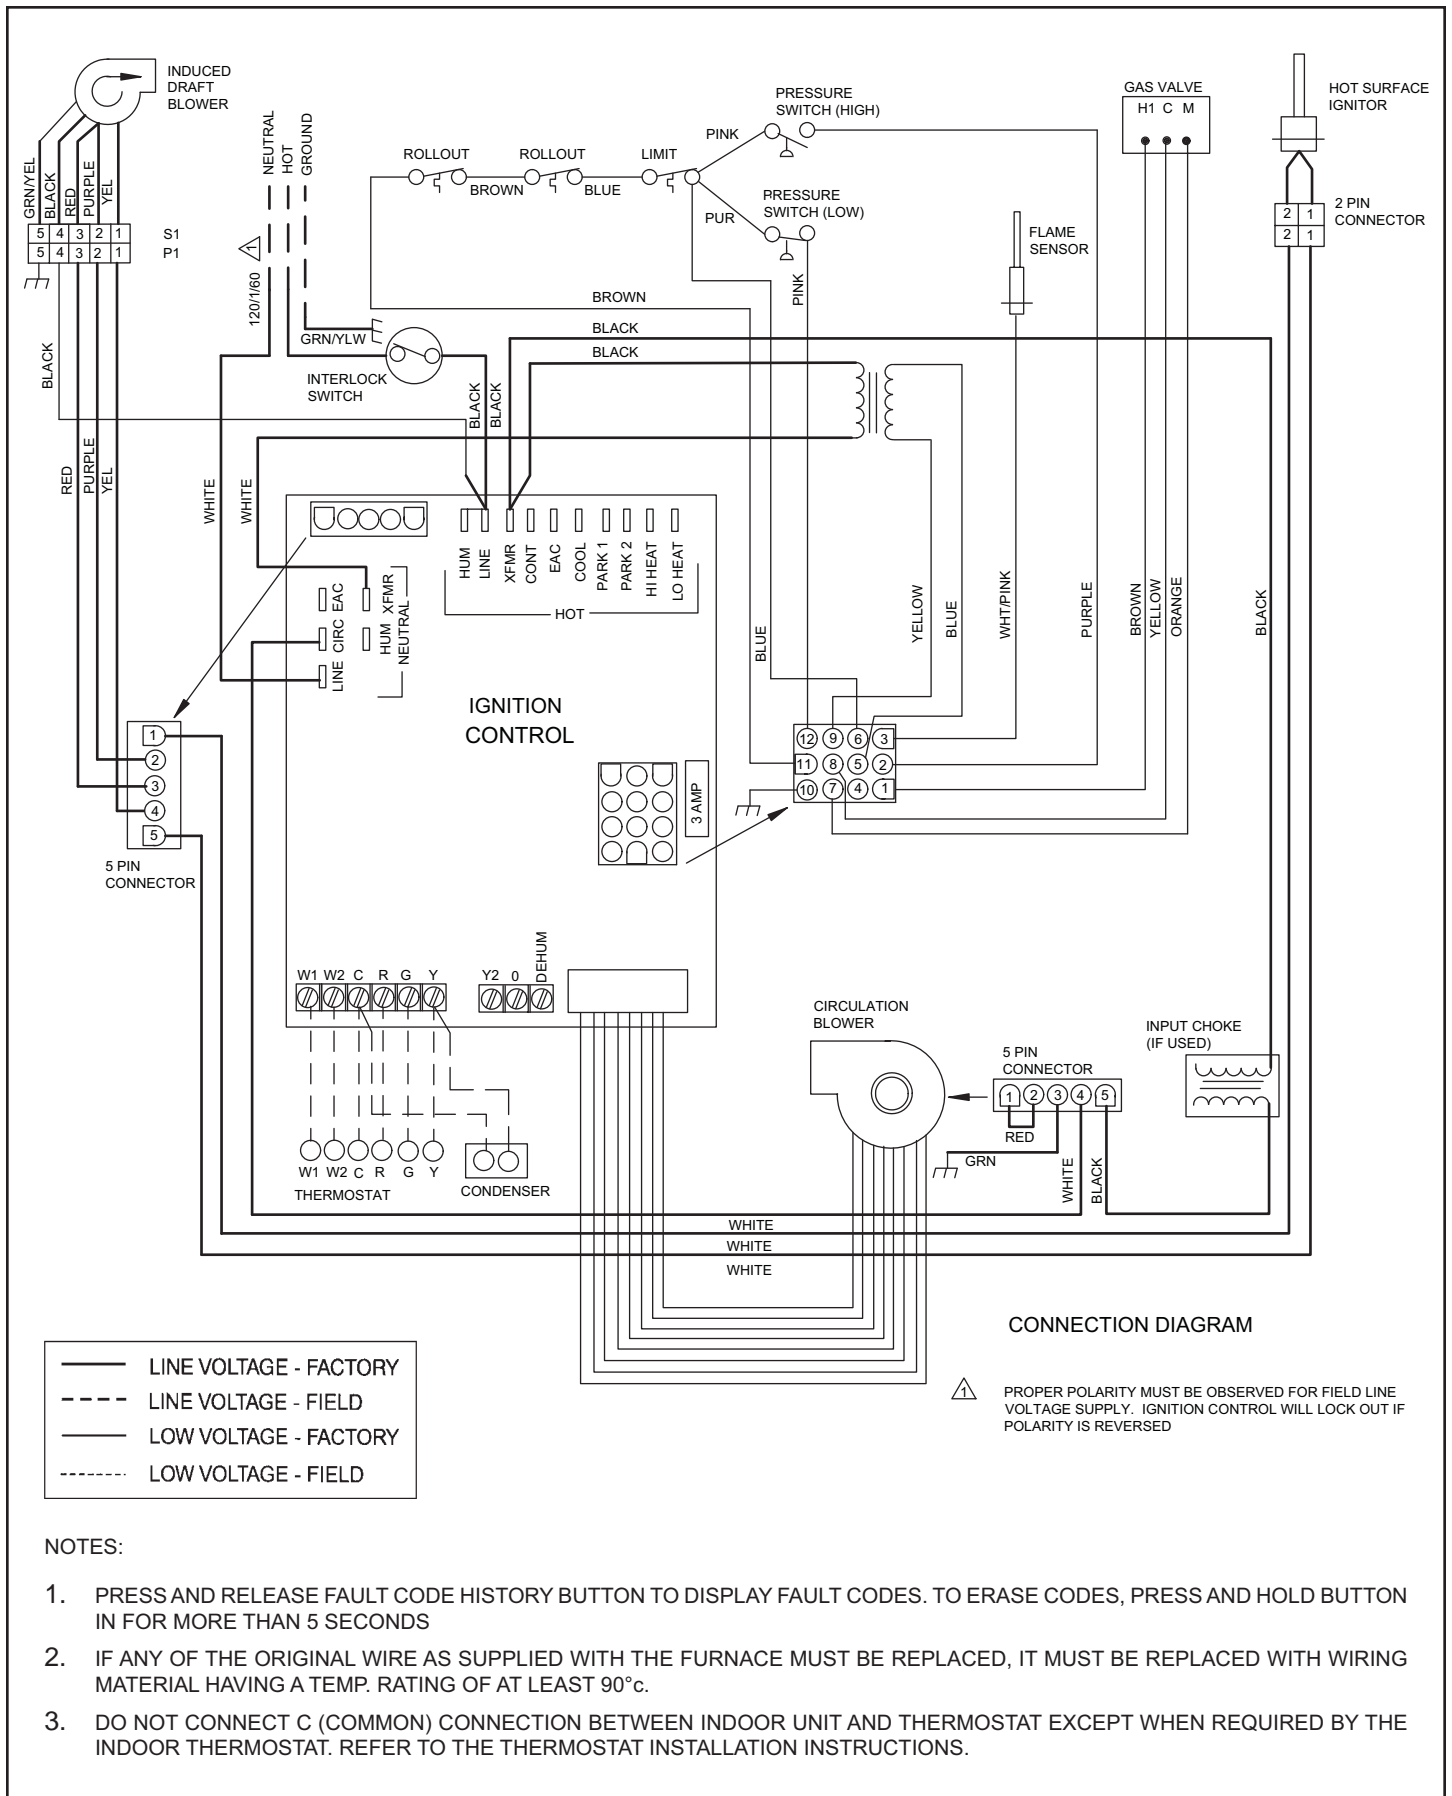 INDUCED
DRAFT
BLOWER
NEUTRAL
HOT
GROUND
PRESSURE
SWITCH (HIGH)
GAS VALVE
H1 C M
HOT SURFACE
IGNITOR
PINK
ROLLOUT
ROLLOUT
LIMIT
BROWN
BLUE
PRESSURE
SWITCH (LOW)
PUR
GRN/YEL
BLACK
RED
PURPLE
YEL
5 4 3 2 1 S1
5 4 3 2 1 P1
1
120/1/60
2 1
2 1
2 PIN
CONNECTOR
FLAME
SENSOR
PINK
BROWN
GRN/YLW
BLACK
BLACK
INTERLOCK
SWITCH
BLACK
BLACK
BLACK
RED
PURPLE
YEL
WHITE
WHITE
HUM
LINE
XFMR
CONT
EAC
COOL
PARK 1
PARK 2
HI HEAT
LO HEAT
HOT
EAC
XFMR
CIRC
HUM
NEUTRAL
LINE
BLUE
YELLOW
BLUE
WHT/PINK
PURPLE
BROWN
YELLOW
ORANGE
BLACK
IGNITION
CONTROL
12 9 6 3
11 8 5 2
10 7 4 1
3 AMP
1
2
3
4
5
5 PIN
CONNECTOR
W1 W2 C R G Y
Y2 0 DEHUM
CIRCULATION
BLOWER
5 PIN
CONNECTOR
1 2 3 4 5
INPUT CHOKE
(IF USED)
RED
GRN
WHITE
BLACK
W1 W2 C R G Y
THERMOSTAT
CONDENSER
WHITE
WHITE
WHITE
CONNECTION DIAGRAM
LINE VOLTAGE - FACTORY
LINE VOLTAGE - FIELD
LOW VOLTAGE - FACTORY
LOW VOLTAGE - FIELD
1 PROPER POLARITY MUST BE OBSERVED FOR FIELD LINE
VOLTAGE SUPPLY. IGNITION CONTROL WILL LOCK OUT IF
POLARITY IS REVERSED
NOTES:
1. PRESS AND RELEASE FAULT CODE HISTORY BUTTON TO DISPLAY FAULT CODES. TO ERASE CODES, PRESS AND HOLD BUTTON
IN FOR MORE THAN 5 SECONDS
2. IF ANY OF THE ORIGINAL WIRE AS SUPPLIED WITH THE FURNACE MUST BE REPLACED, IT MUST BE REPLACED WITH WIRING
MATERIAL HAVING A TEMP. RATING OF AT LEAST 90°c.
3. DO NOT CONNECT C (COMMON) CONNECTION BETWEEN INDOOR UNIT AND THERMOSTAT EXCEPT WHEN REQUIRED BY THE
INDOOR THERMOSTAT. REFER TO THE THERMOSTAT INSTALLATION INSTRUCTIONS.